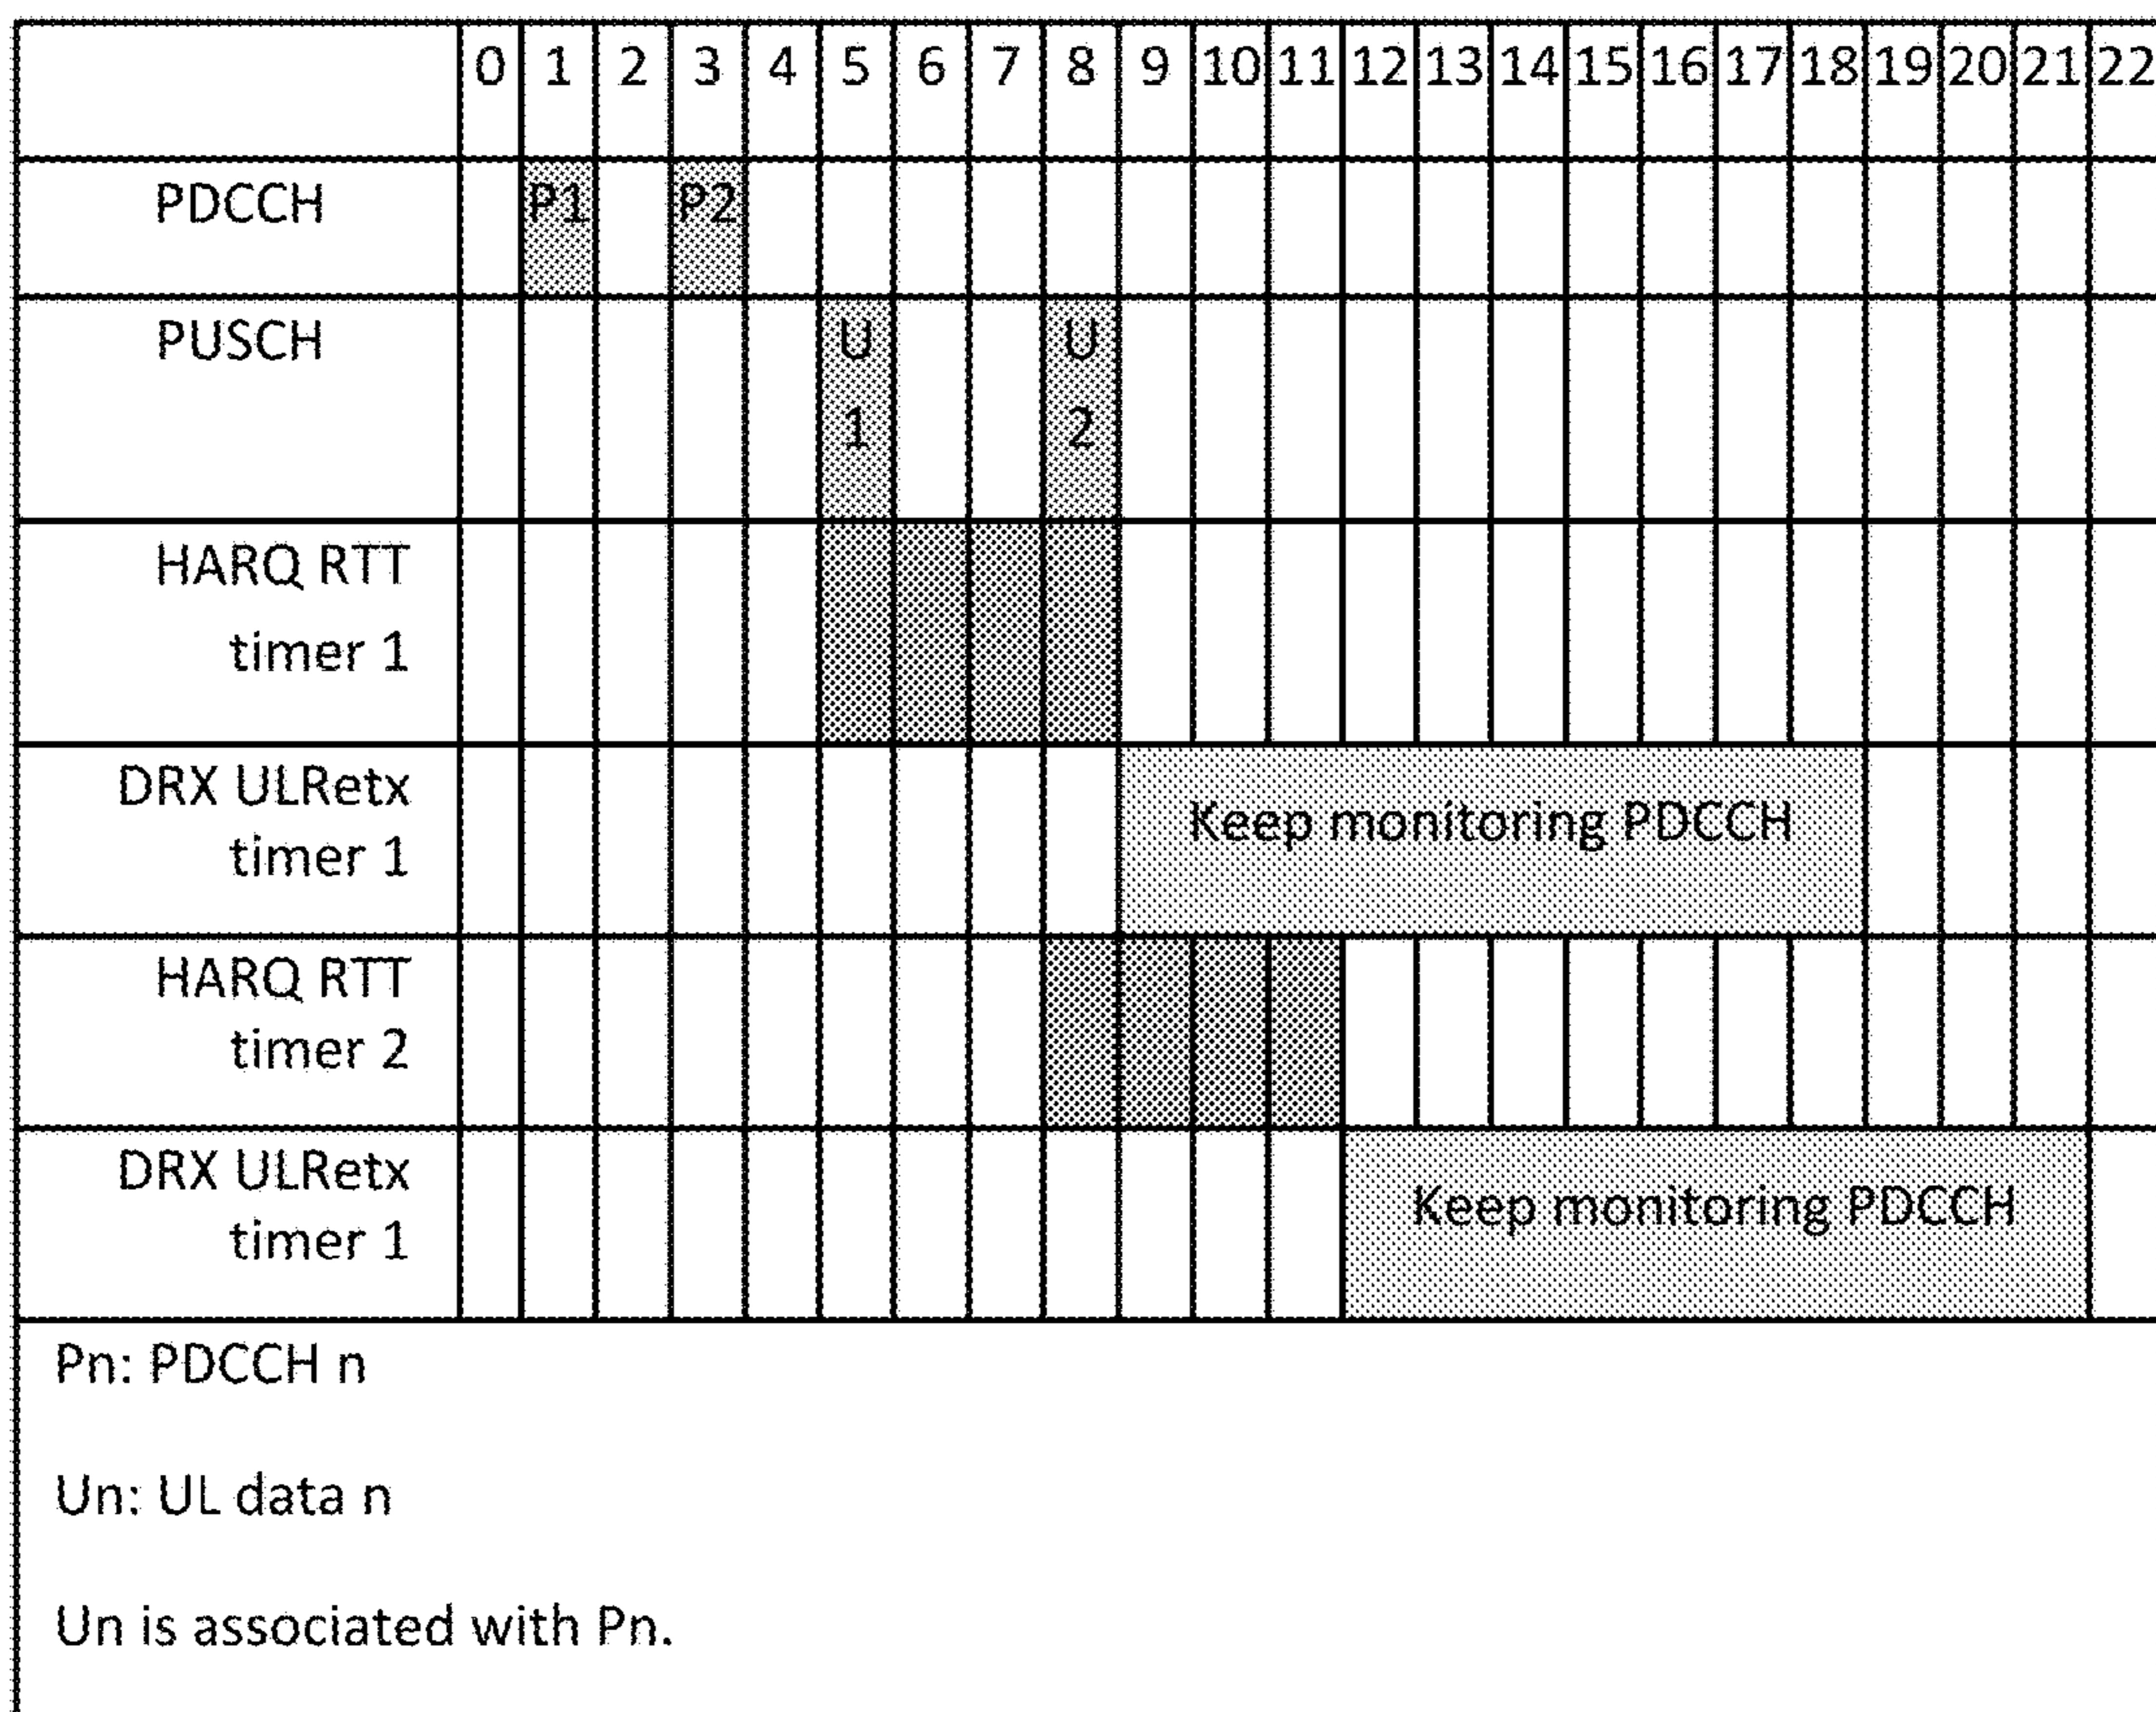 0 1 2 3 4 5 6 7 8 9 10 11 12 13 14 15 16 17 18 19 20 21 22
PDCCH P1 P2
PUSCH U U
1 2
HARQ RTT
timer 1
DRX ULRetx
timer 1
Keep monitoring PDCCH
HARQ RTT
timer 2
DRX ULRetx
timer 1
Keep monitoring PDCCH
Pn: PDCCH n
Un: UL data n
Un is associated with Pn.